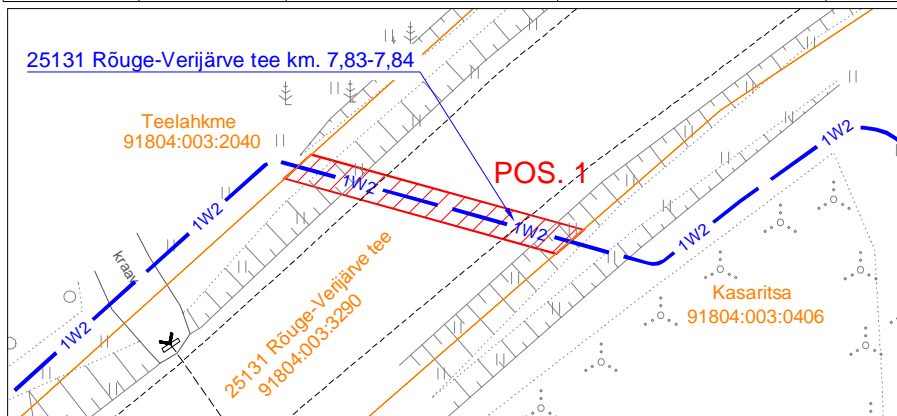 25131 Rõuge-Verijärve tee km. 7,83-7,84
Teelahkme
91804:003:2040
POS. 1
1W2
1W2
1W2
1W2
1W2
1W2
kraav
25131 Rõuge-Verijärve tee
91804:003:3290
Kasaritsa
91804:003:0406